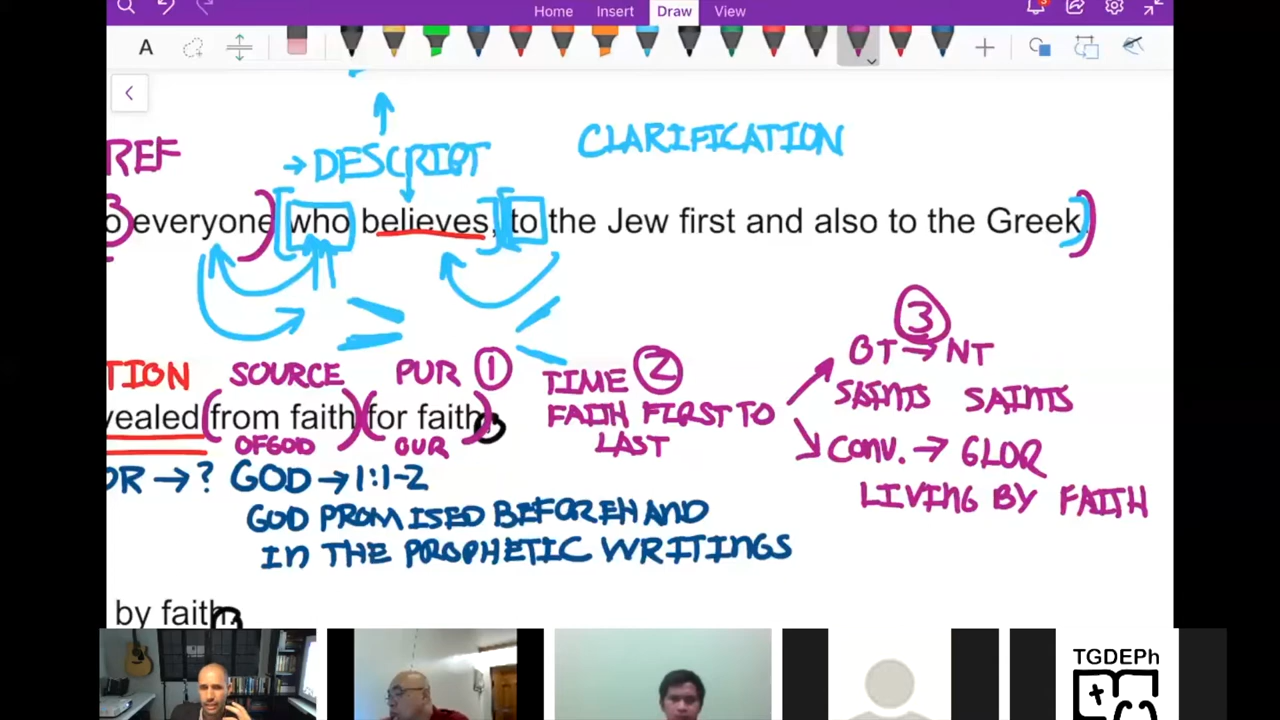 Home Insert Draw View
A
CLARIFICATION
REF → DESCRIPT
everyone who believes, to the Jew first and also to the Greek
3
OT → NT
TION SOURCE PUR 1 TIME 2 SAINTS SAINTS
vealed from faith for faith FAITH FIRST TO
OF GOD OUR LAST CONV. → GLOR
OR → ? GOD → 1:1-2 LIVING BY FAITH
GOD PROMISED BEFOREHAND
IN THE PROPHETIC WRITINGS
by faith
TGDEPh